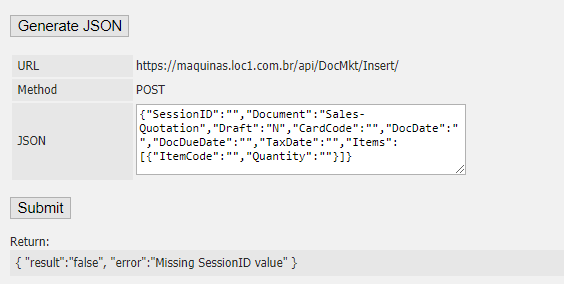 Generate JSON
URL https://maquinas.loc1.com.br/api/DocMkt/Insert/
Method POST
JSON
{"SessionID":"","Document":"Sales-
Quotation","Draft":"N","CardCode":"","DocDate":"
","DocDueDate":"","TaxDate":"","Items":
[{"ItemCode":"","Quantity":""}]}
Submit
Return:
{ "result":"false", "error":"Missing SessionID value" }